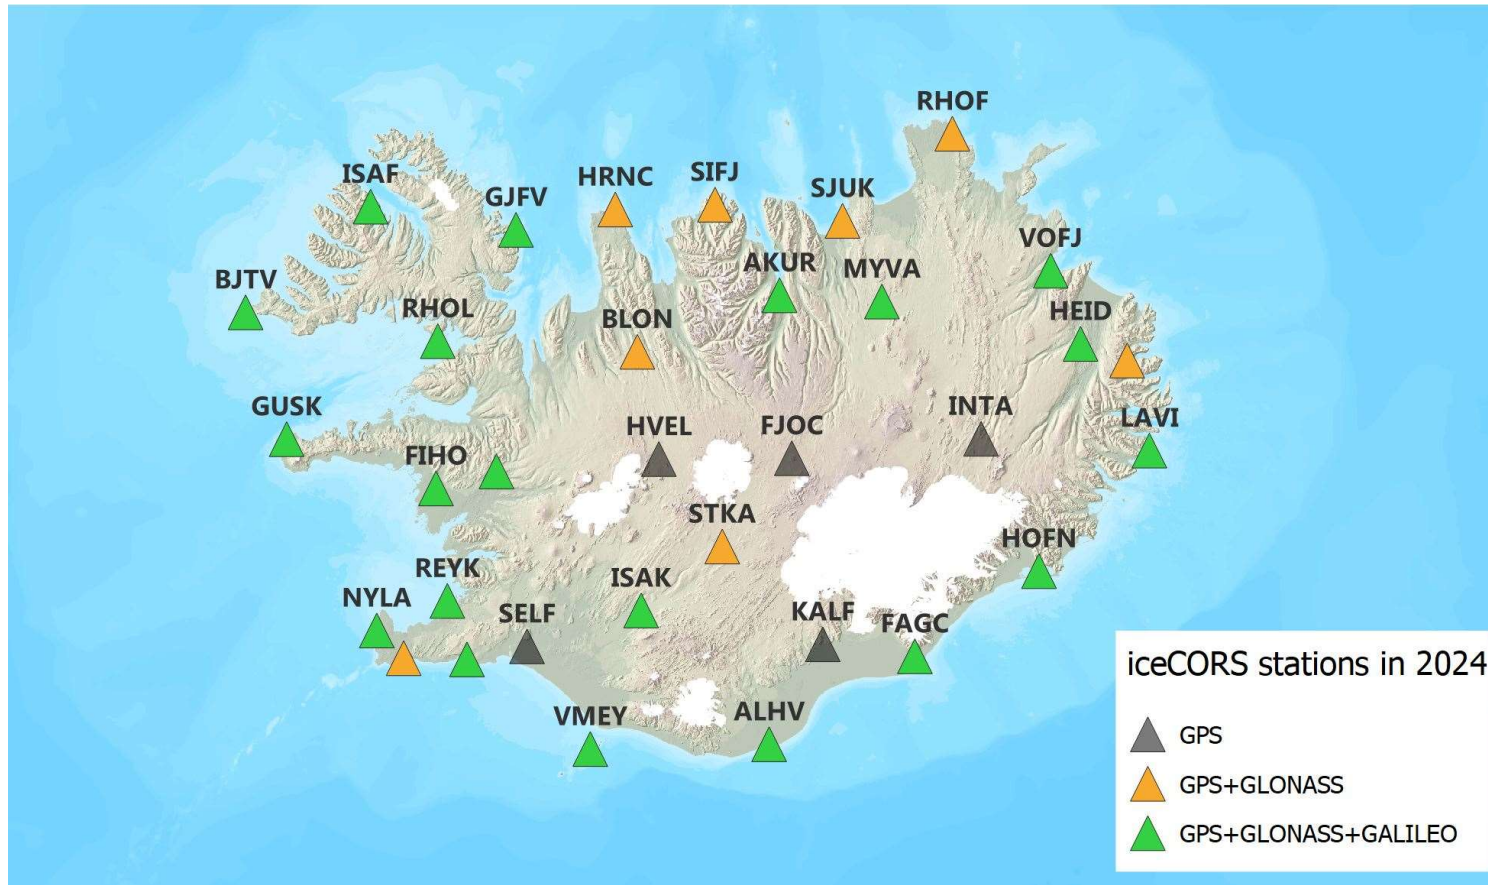 RHOF
ISAF
GJFV
HRNC
SIFJ
SJUK
VOFJ
BJTV
AKUR
MYVA
RHOL
BLON
HEID
GUSK
HVEL
FJOC
INTA
LAVI
FIHO
STKA
HOFN
REYK
ISAK
NYLA
SELF
KALF
FAGC
VMEY
ALHV
iceCORS stations in 2024
GPS
GPS+GLONASS
GPS+GLONASS+GALILEO